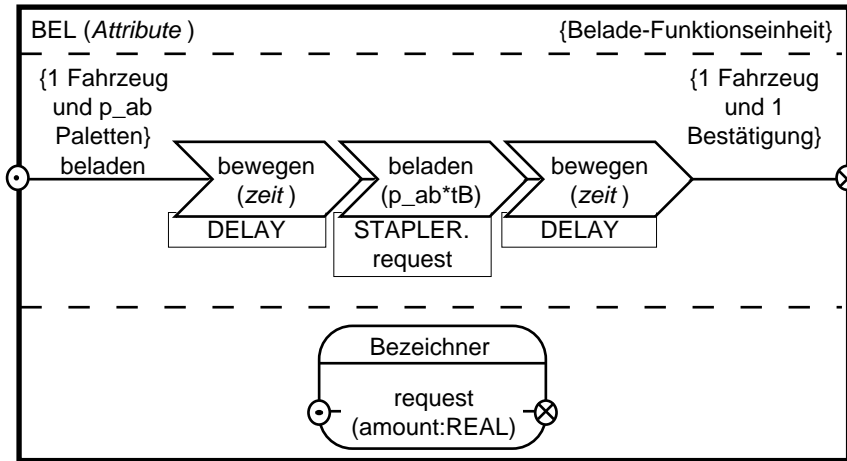 BEL (Attribute )
{Belade-Funktionseinheit}
{1 Fahrzeug
und p_ab
Paletten}
beladen
{1 Fahrzeug
und 1
Bestätigung}
bewegen
(zeit )
DELAY
beladen
(p_ab*tB)
STAPLER.
request
bewegen
(zeit )
DELAY
Bezeichner
request
(amount:REAL)